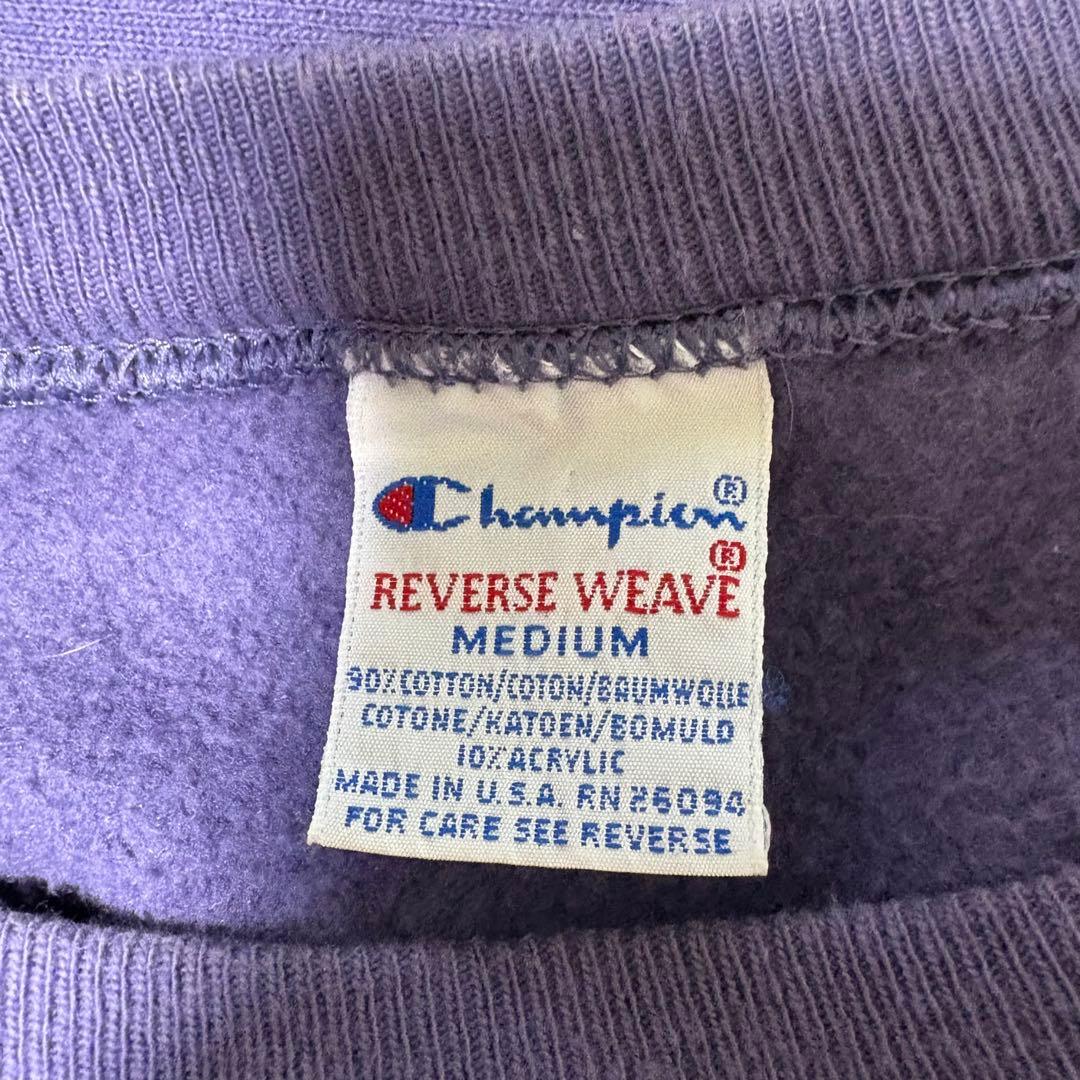 Champion®
®
REVERSE WEAVE
MEDIUM
90% COTTON/COTON/BAUMWOLLE
COTONE/KATOEN/BOMULD
10% ACRYLIC
MADE IN U.S.A. RN 26094
FOR CARE SEE REVERSE